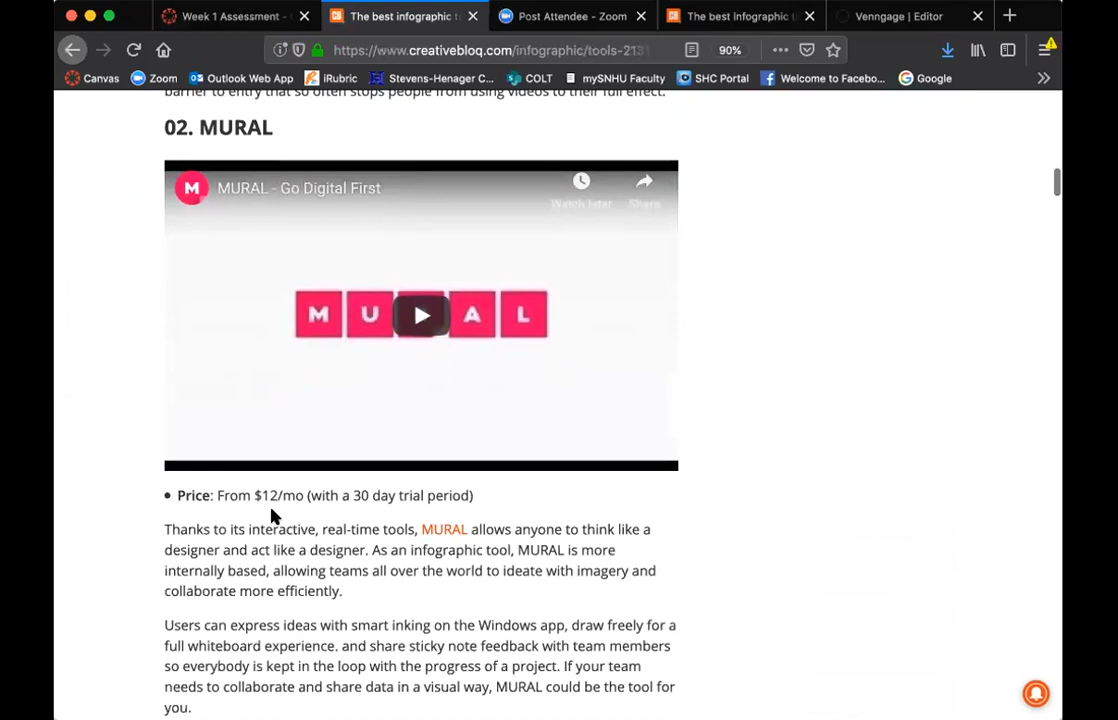 Week 1 Assessment -
The best infographic t
Post Attendee - Zoom
The best Infographic
Venngage | Editor
https://www.creativebloq.com/infographic/tools-213
90%
Canvas
Zoom
Outlook Web App
iRubric
Stevens-Henager C...
COLT
mySNHU Faculty
SHC Portal
Welcome to Facebo...
Google
barrier to entry that so often stops people from using videos to their full effect.
02. MURAL
M
MURAL - Go Digital First
Watch later
Share
M U A L
• Price: From $12/mo (with a 30 day trial period)
Thanks to its interactive, real-time tools, MURAL allows anyone to think like a
designer and act like a designer. As an infographic tool, MURAL is more
internally based, allowing teams all over the world to ideate with imagery and
collaborate more efficiently.
Users can express ideas with smart inking on the Windows app, draw freely for a
full whiteboard experience. and share sticky note feedback with team members
so everybody is kept in the loop with the progress of a project. If your team
needs to collaborate and share data in a visual way, MURAL could be the tool for
you.